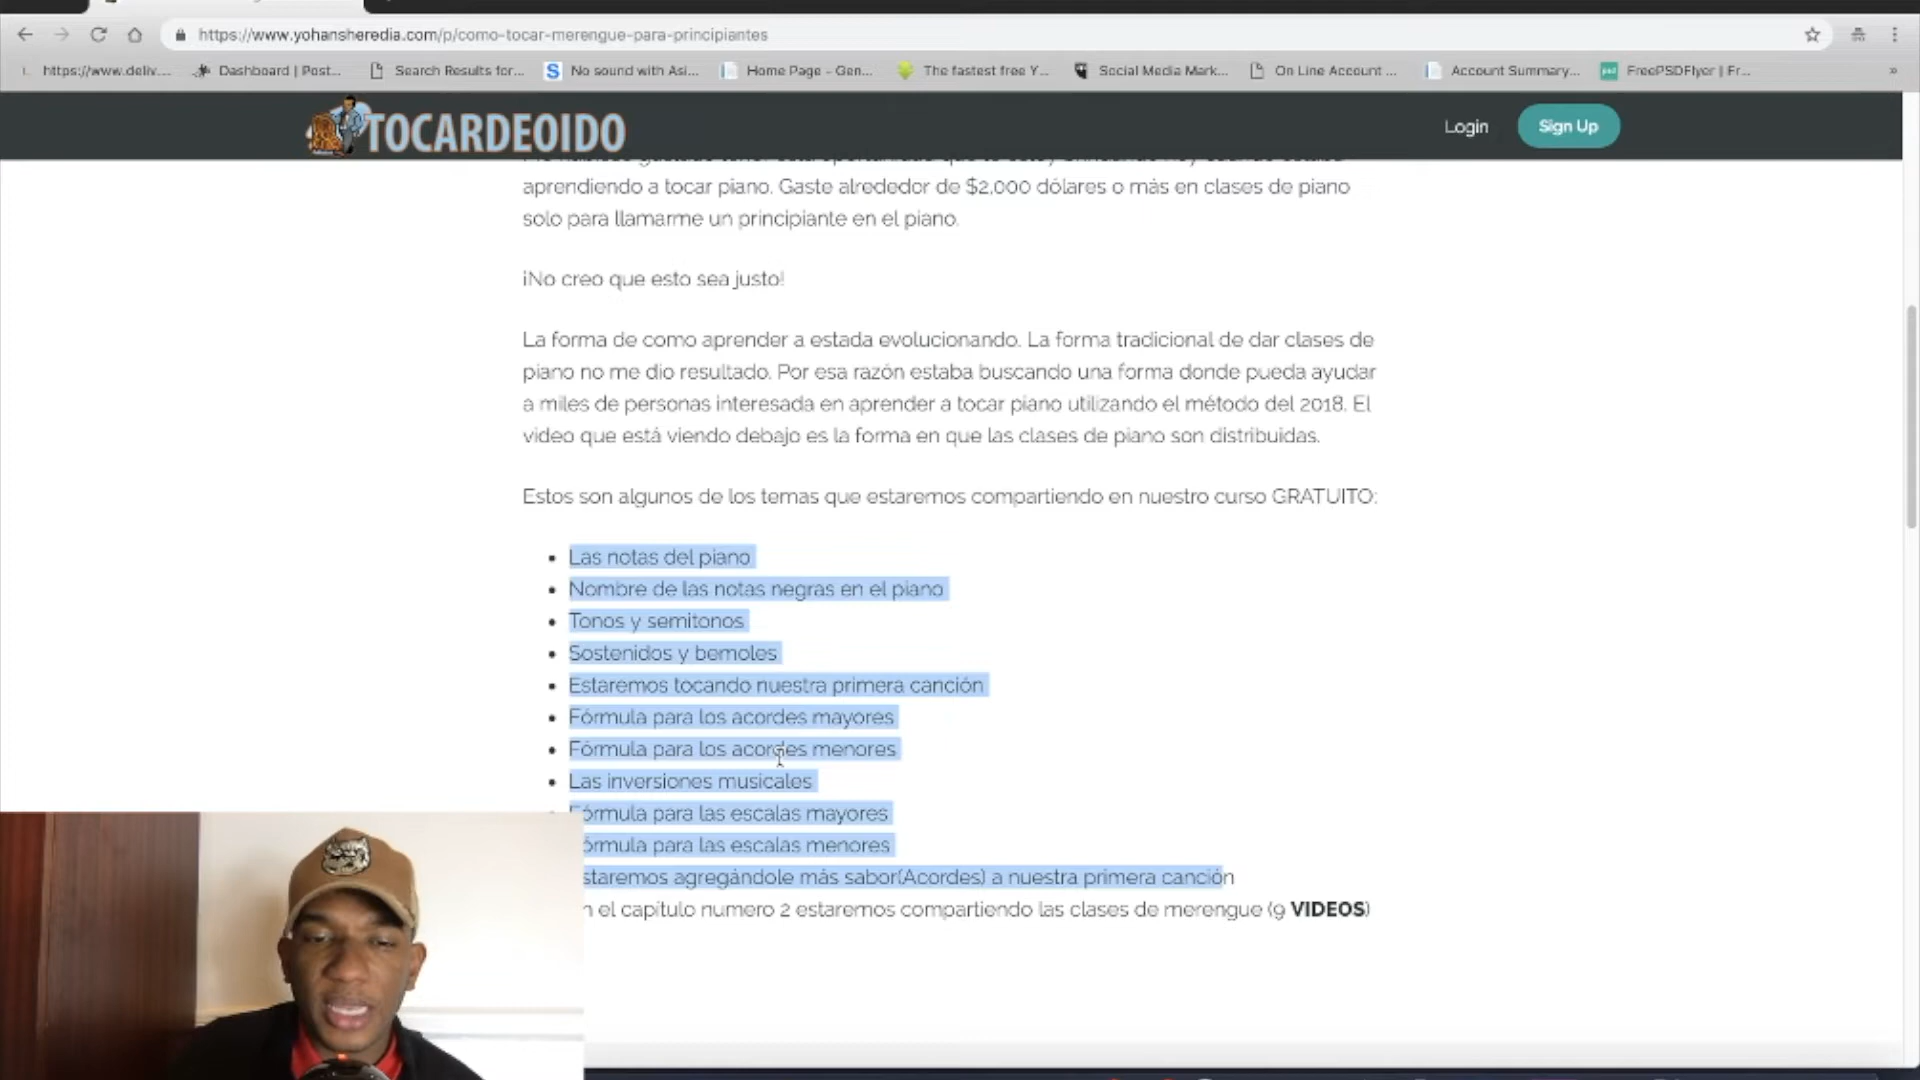 https://www.yohansheredia.com/p/como-tocar-merengue-para-principiantes
https://www.deliv....
Dashboard | Post...
Search Results for...
No sound with Asi...
Home Page - Gen...
The fastest free Y...
Social Media Mark...
On Line Account ...
Account Summary...
FreePSDFlyer | Fr...
»
TOCARDEOIDO
Login
Sign Up
aprendiendo a tocar piano. Gaste alrededor de $2,000 dólares o más en clases de piano
solo para llamarme un principiante en el piano.
¡No creo que esto sea justo!
La forma de como aprender a estada evolucionando. La forma tradicional de dar clases de
piano no me dio resultado. Por esa razón estaba buscando una forma donde pueda ayudar
a miles de personas interesada en aprender a tocar piano utilizando el método del 2018. El
video que está viendo debajo es la forma en que las clases de piano son distribuidas.
Estos son algunos de los temas que estaremos compartiendo en nuestro curso GRATUITO:
• Las notas del piano
• Nombre de las notas negras en el piano
• Tonos y semitonos
• Sostenidos y bemoles
• Estaremos tocando nuestra primera canción
• Fórmula para los acordes mayores
• Fórmula para los acordes menores
• Las inversiones musicales
Fórmula para las escalas mayores
órmula para las escalas menores
staremos agregándole más sabor(Acordes) a nuestra primera canción
n el capítulo numero 2 estaremos compartiendo las clases de merengue (9 VIDEOS)